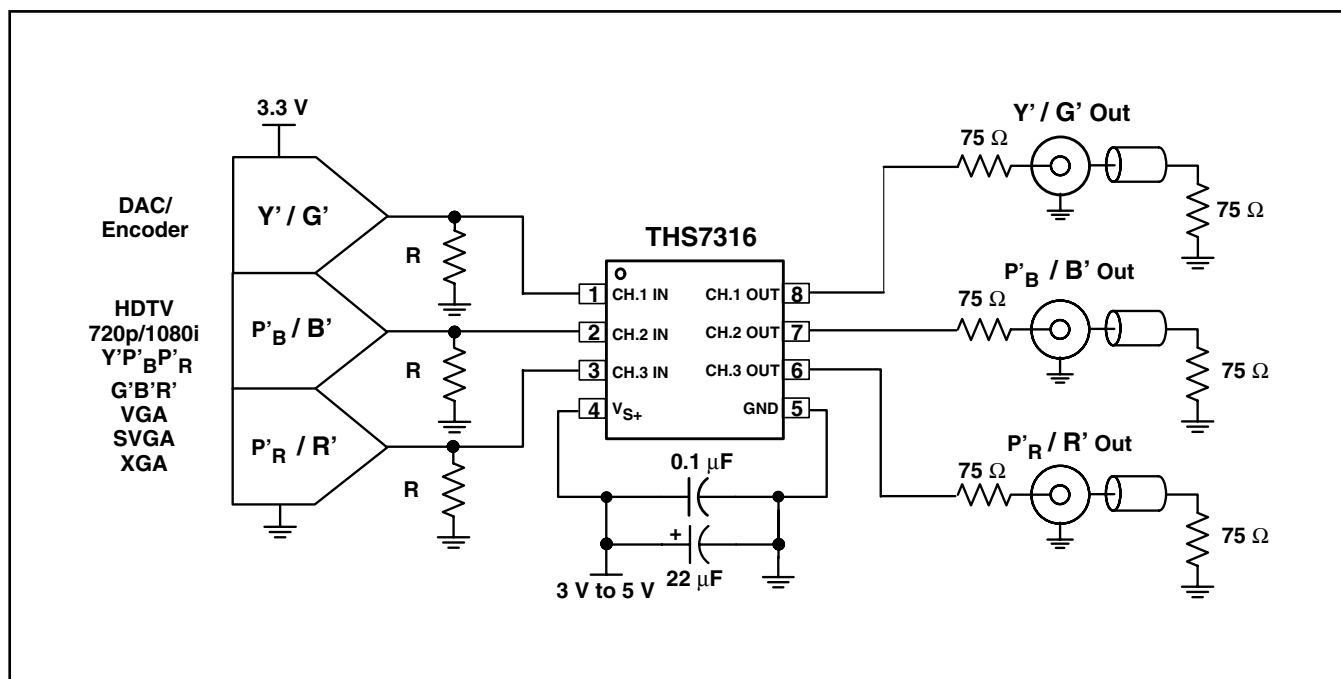 3.3 V
DAC/
Encoder
HDTV
720p/1080i
Y'P'BP'R
G'B'R'
VGA
SVGA
XGA
Y' / G'
P'B / B'
P'R / R'
R
R
R
THS7316
1 CH.1 IN CH.1 OUT 8
2 CH.2 IN CH.2 OUT 7
3 CH.3 IN CH.3 OUT 6
4 VS+ GND 5
0.1 µF
+
22 µF
3 V to 5 V
Y' / G' Out
75 Ω
75 Ω
P'B / B' Out
75 Ω
75 Ω
P'R / R' Out
75 Ω
75 Ω